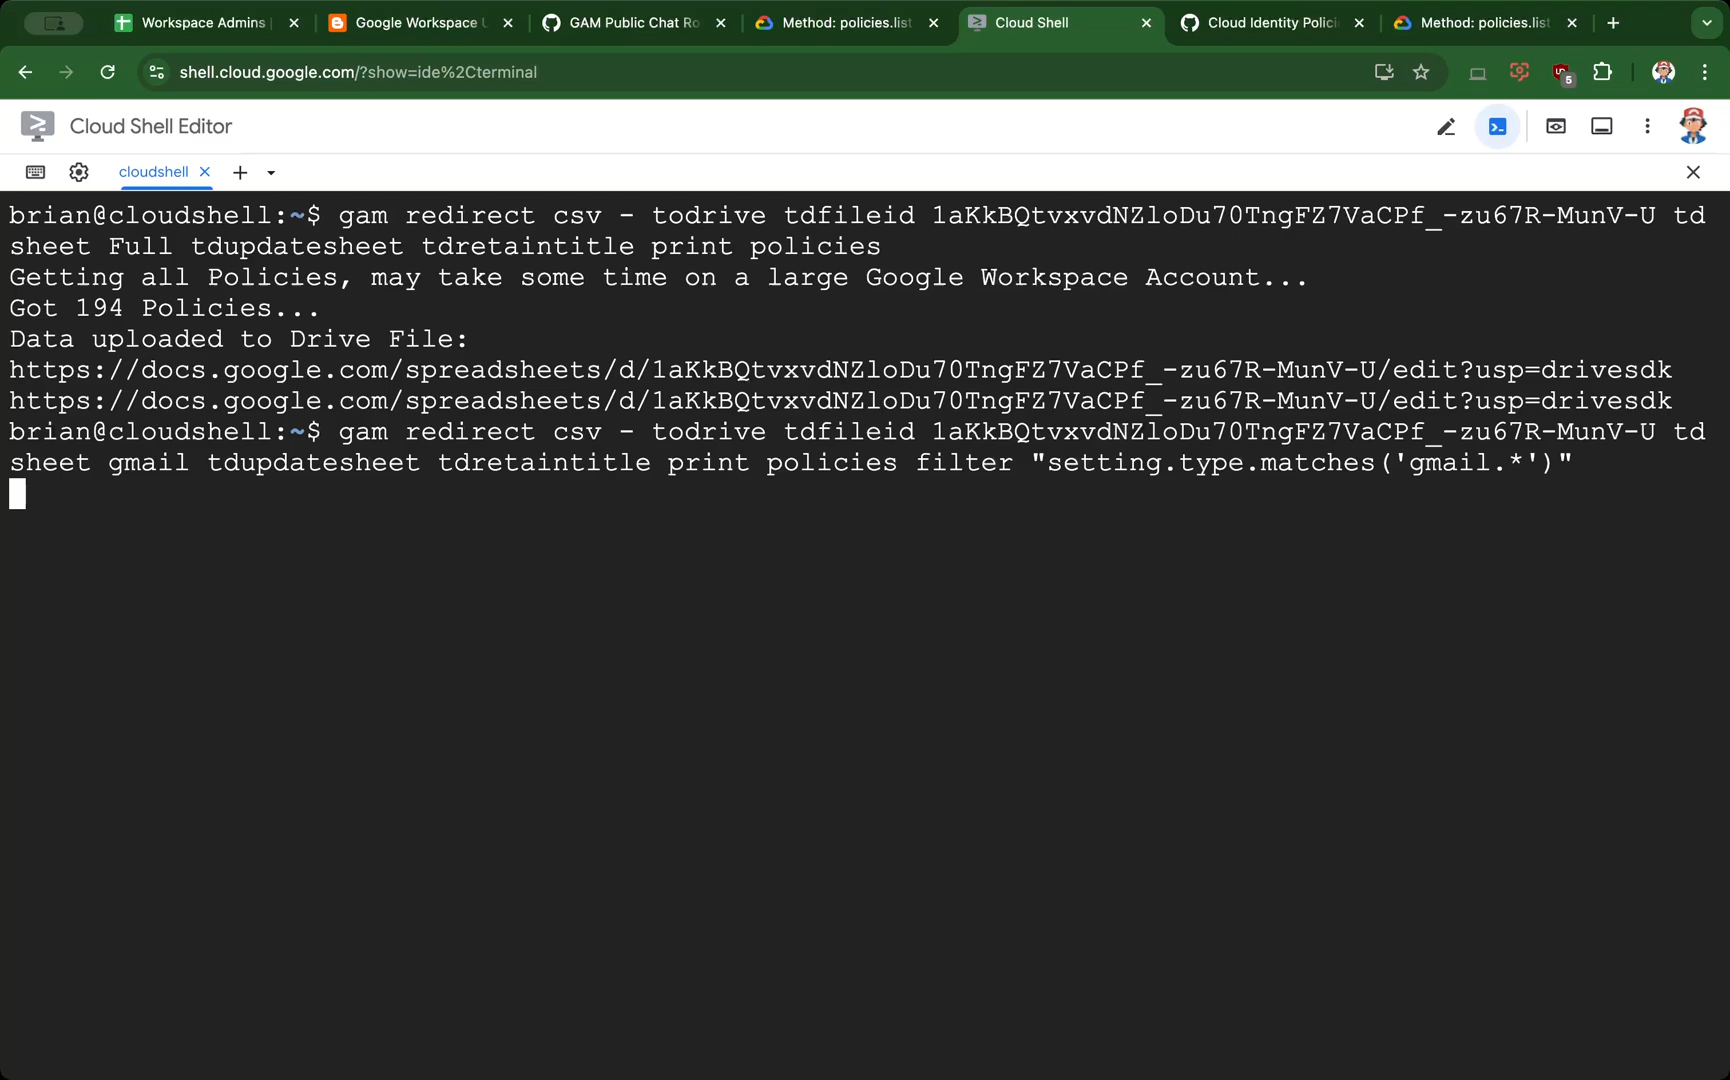 Workspace Admins
Google Workspace U
GAM Public Chat Ro
Method: policies.list
Cloud Shell
Cloud Identity Polici
Method: policies.list
shell.cloud.google.com/?show=ide%2Cterminal
5
Cloud Shell Editor
cloudshell
brian@cloudshell:~$ gam redirect csv - todrive tdfileid 1aKkBQtvxvdNZloDu70TngFZ7VaCPf_-zu67R-MunV-U td
sheet Full tdupdatesheet tdretaintitle print policies
Getting all Policies, may take some time on a large Google Workspace Account...
Got 194 Policies...
Data uploaded to Drive File:
https://docs.google.com/spreadsheets/d/1aKkBQtvxvdNZloDu70TngFZ7VaCPf_-zu67R-MunV-U/edit?usp=drivesdk
https://docs.google.com/spreadsheets/d/1aKkBQtvxvdNZloDu70TngFZ7VaCPf_-zu67R-MunV-U/edit?usp=drivesdk
brian@cloudshell:~$ gam redirect csv - todrive tdfileid 1aKkBQtvxvdNZloDu70TngFZ7VaCPf_-zu67R-MunV-U td
sheet gmail tdupdatesheet tdretaintitle print policies filter "setting.type.matches('gmail.*')"